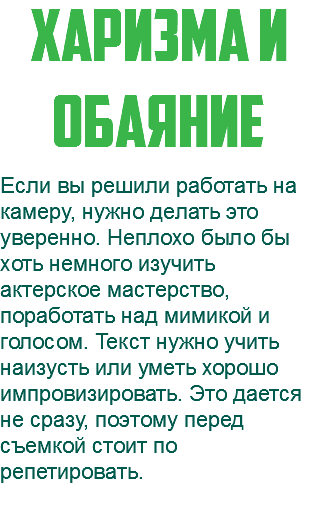 ХАРИЗМА И
ОБАЯНИЕ
Если вы решили работать на
камеру, нужно делать это
уверенно. Неплохо было бы
хоть немного изучить
актерское мастерство,
поработать над мимикой и
голосом. Текст нужно учить
наизусть или уметь хорошо
импровизировать. Это дается
не сразу, поэтому перед
съемкой стоит по
репетировать.